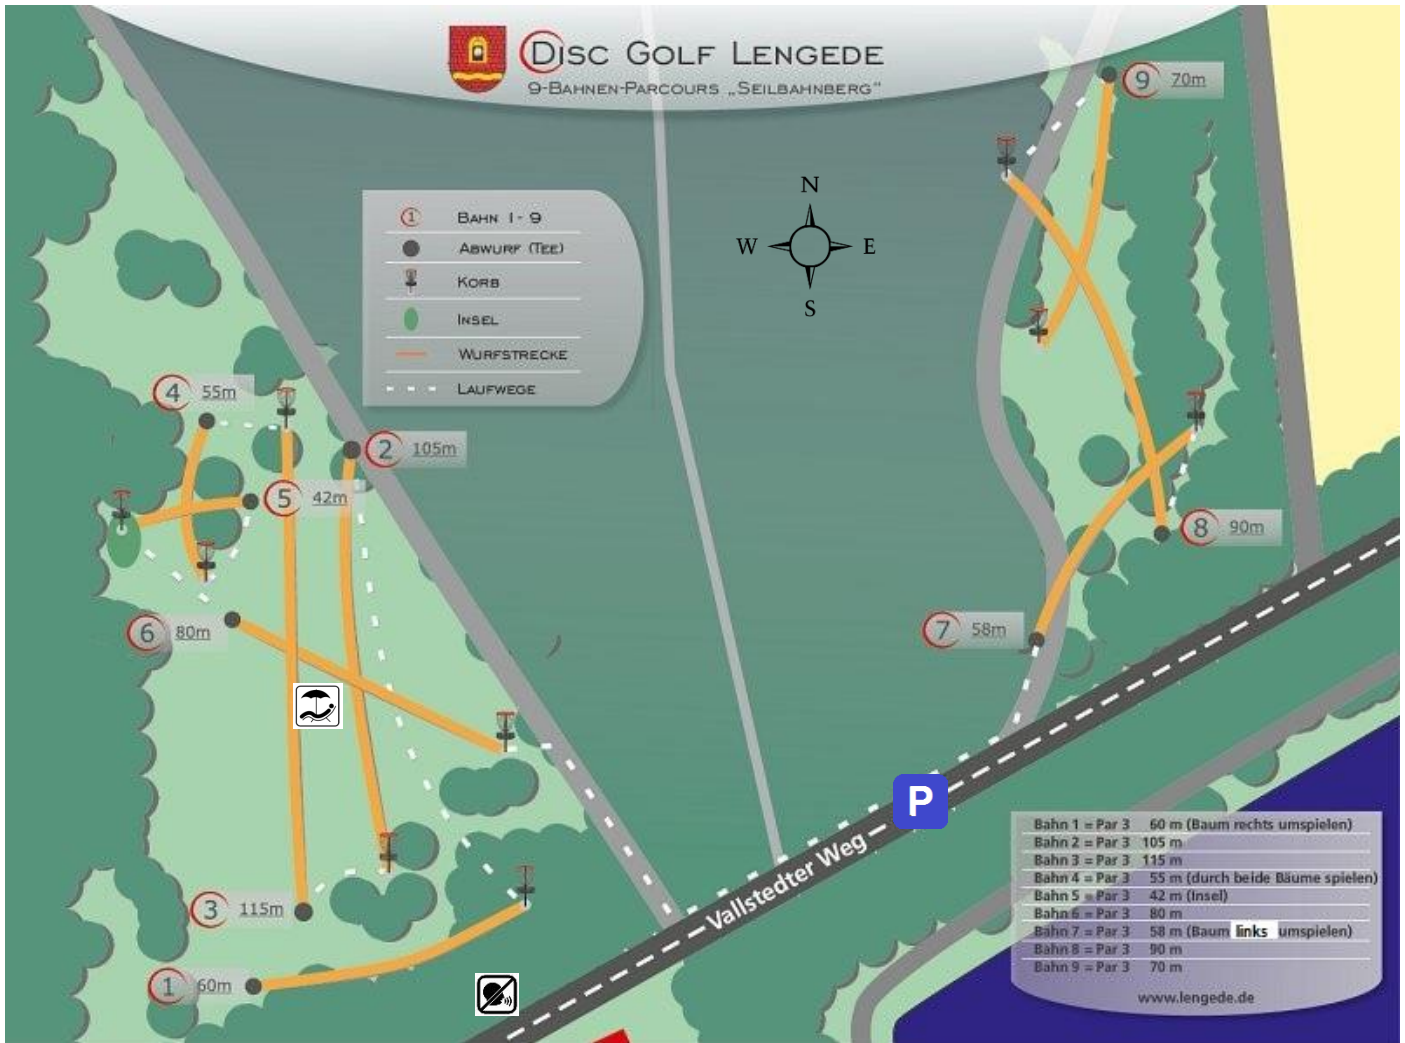 Disc Golf Lengede
9-Bahnen-Parcours „Seilbahnberg“
9 70m
N
W E
S
1 Bahn 1-9
Abwurf (Tee)
Korb
Insel
Wurfstrecke
Laufwege
4 55m
2 105m
5 42m
8 90m
6 80m
7 58m
P
Vallstedter Weg
3 115m
1 60m
Bahn 1 = Par 3 60 m (Baum rechts umspielen)
Bahn 2 = Par 3 105 m
Bahn 3 = Par 3 115 m
Bahn 4 = Par 3 55 m (durch beide Bäume spielen)
Bahn 5 = Par 3 42 m (Insel)
Bahn 6 = Par 3 80 m
Bahn 7 = Par 3 58 m (Baum links umspielen)
Bahn 8 = Par 3 90 m
Bahn 9 = Par 3 70 m
www.lengede.de